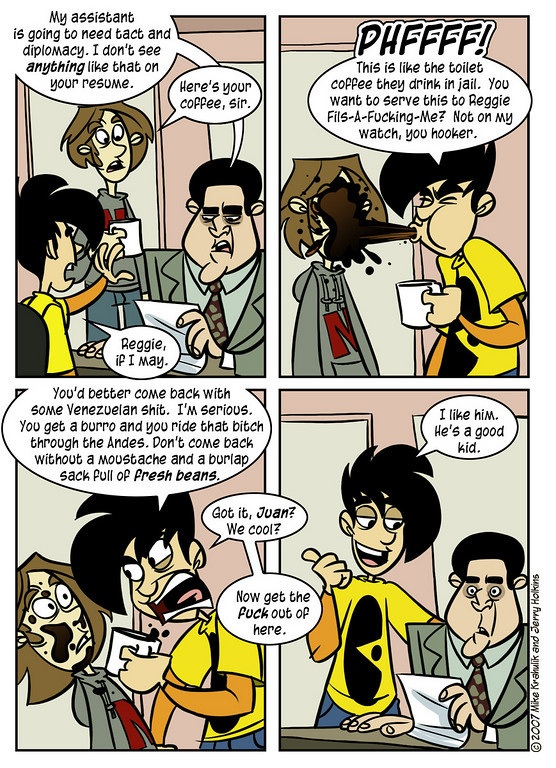 My assistant
is going to need tact and
diplomacy. I don't see
anything like that on
your resume.
Here's your
coffee, sir.
Reggie,
if I may.
PHFFFF!
This is like the toilet
coffee they drink in jail. You
want to serve this to Reggie
Fils-A-Fucking-Me? Not on my
watch, you hooker.
N
You'd better come back with
some Venezuelan shit. I'm serious.
You get a burro and you ride that bitch
through the Andes. Don't come back
without a moustache and a burlap
sack full of fresh beans.
Got it, Juan?
We cool?
Now get the
fuck out of
here.
I like him.
He's a good
kid.
© 2007 Mike Krahulik and Jerry Holkins